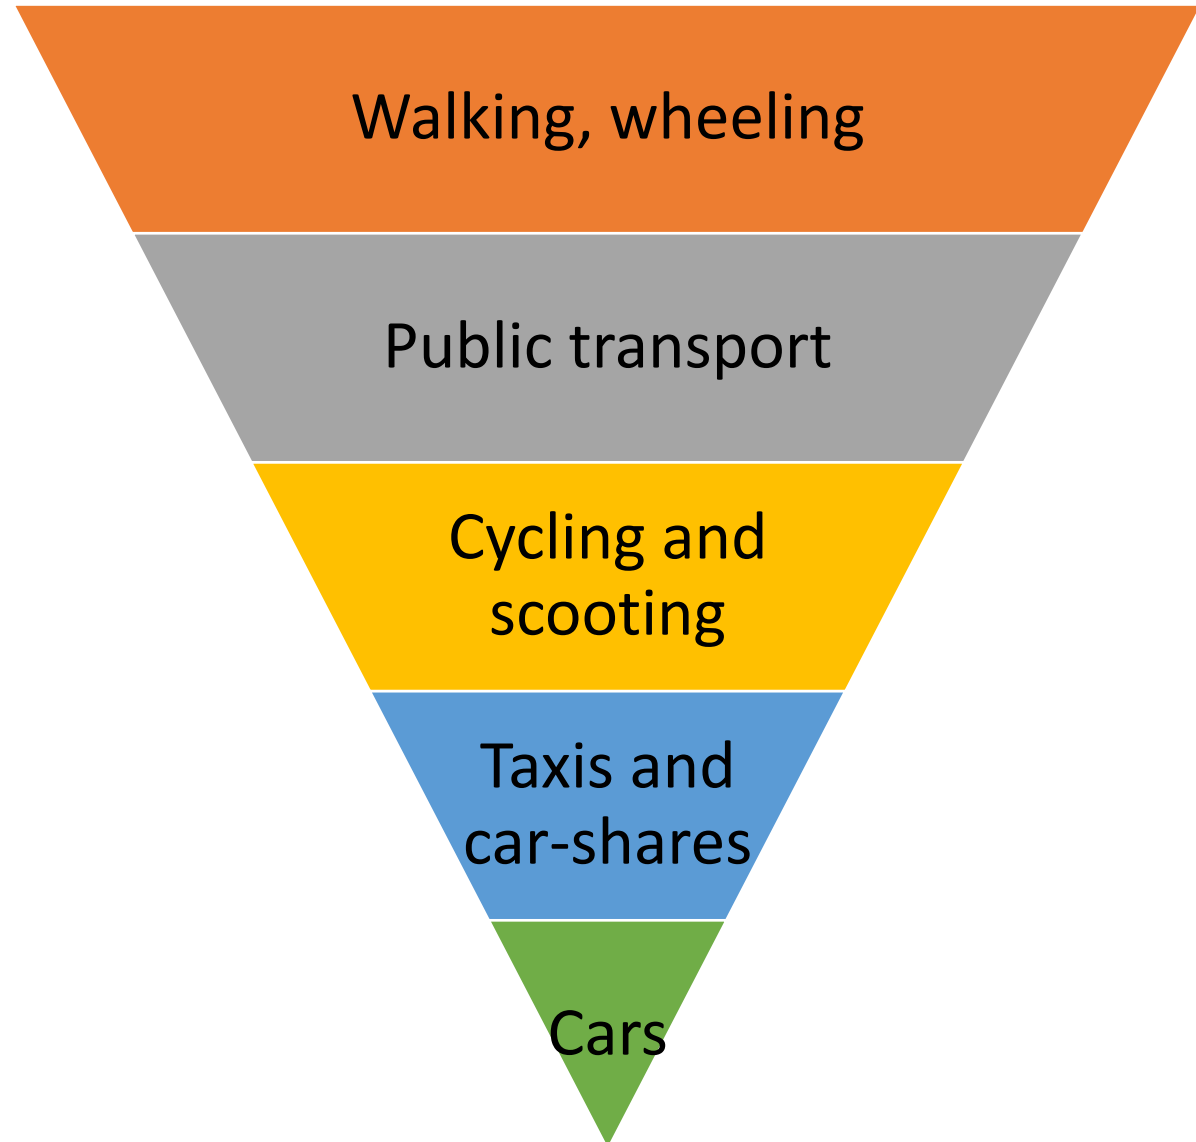 Walking, wheeling
Public transport
Cycling and
scooting
Taxis and
car-shares
Cars